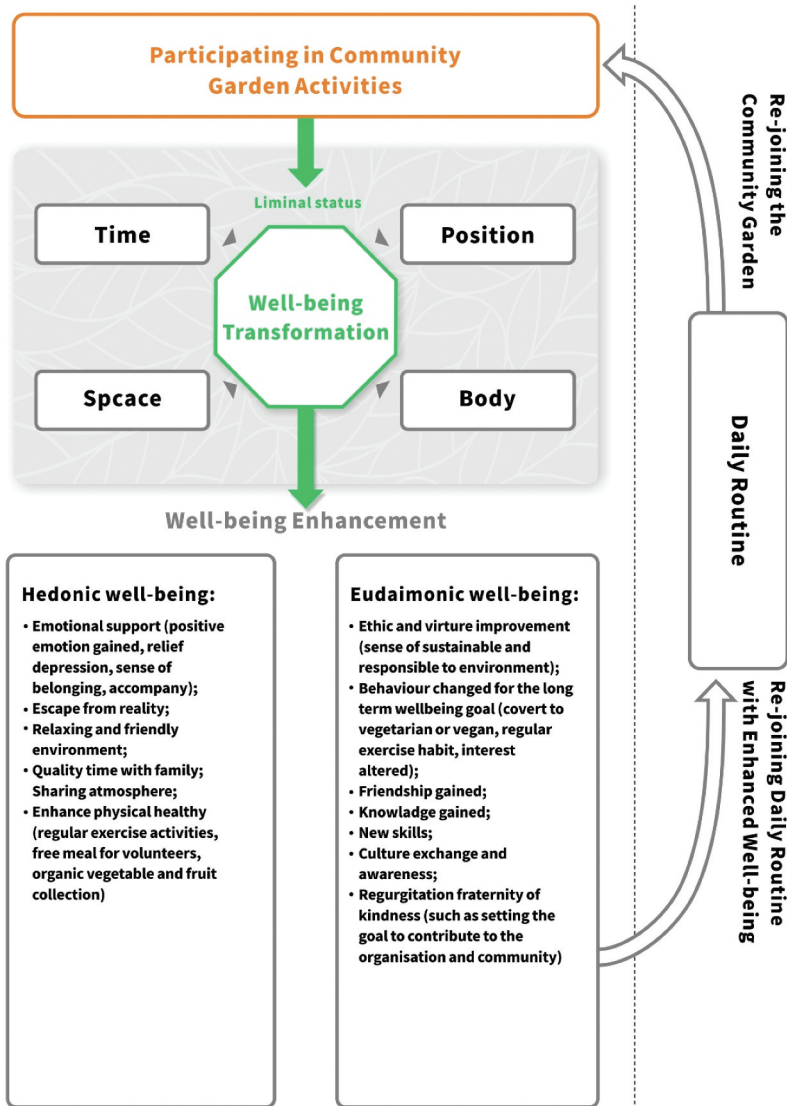 Participating in Community
Garden Activities
Liminal status
Time
Position
Well-being
Transformation
Spcace
Body
Well-being Enhancement
Hedonic well-being:
• Emotional support (positive
emotion gained, relief
depression, sense of
belonging, accompany);
• Escape from reality;
• Relaxing and friendly
environment;
• Quality time with family;
Sharing atmosphere;
• Enhance physical healthy
(regular exercise activities,
free meal for volunteers,
organic vegetable and fruit
collection)
Eudaimonic well-being:
• Ethic and virture improvement
(sense of sustainable and
responsible to environment);
• Behaviour changed for the long
term wellbeing goal (covert to
vegetarian or vegan, regular
exercise habit, interest
altered);
• Friendship gained;
• Knowladge gained;
• New skills;
• Culture exchange and
awareness;
• Regurgitation fraternity of
kindness (such as setting the
goal to contribute to the
organisation and community)
Re-joining the
Community Garden
Daily Routine
Re-joining Daily Routine
with Enhanced Well-being